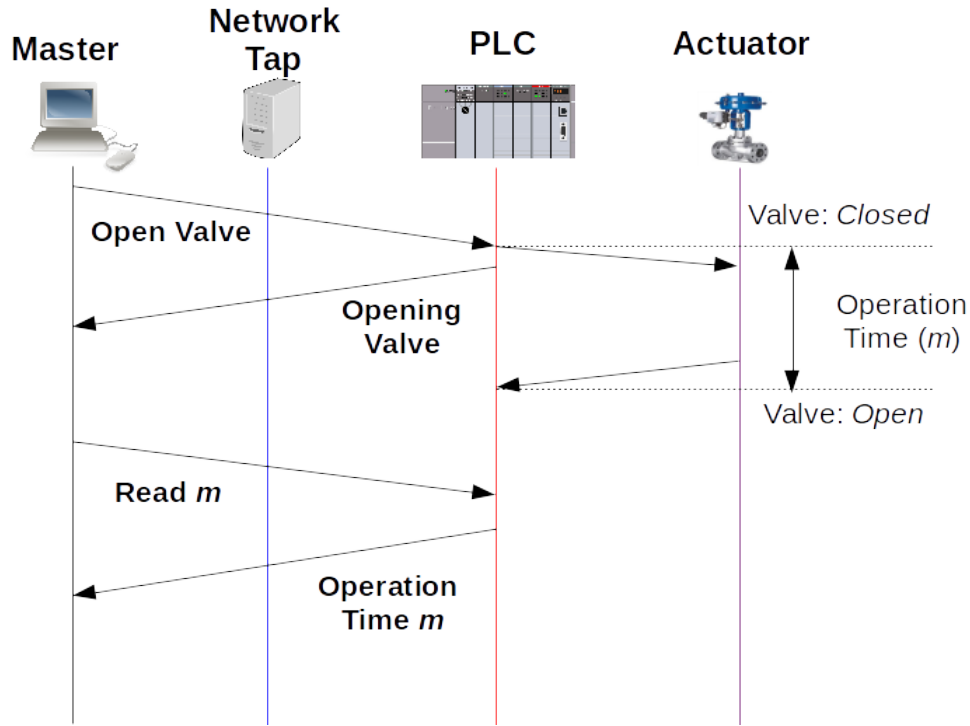 Master
Network
Tap
PLC
Actuator
Open Valve
Valve: Closed
Opening
Valve
Operation
Time (m)
Valve: Open
Read m
Operation
Time m